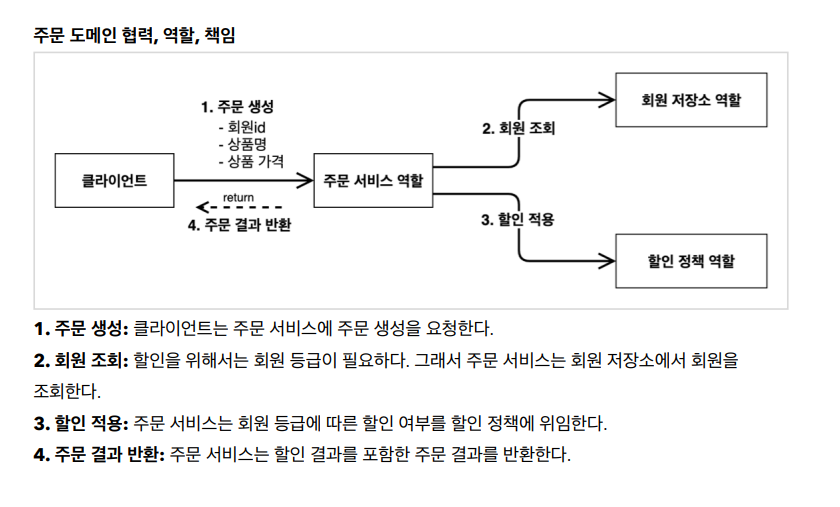 주문 도메인 협력, 역할, 책임
1. 주문 생성
- 회원id
- 상품명
- 상품 가격
클라이언트
주문 서비스 역할
return
4. 주문 결과 반환
2. 회원 조회
회원 저장소 역할
3. 할인 적용
할인 정책 역할
1. 주문 생성: 클라이언트는 주문 서비스에 주문 생성을 요청한다.
2. 회원 조회: 할인을 위해서는 회원 등급이 필요하다. 그래서 주문 서비스는 회원 저장소에서 회원을
조회한다.
3. 할인 적용: 주문 서비스는 회원 등급에 따른 할인 여부를 할인 정책에 위임한다.
4. 주문 결과 반환: 주문 서비스는 할인 결과를 포함한 주문 결과를 반환한다.